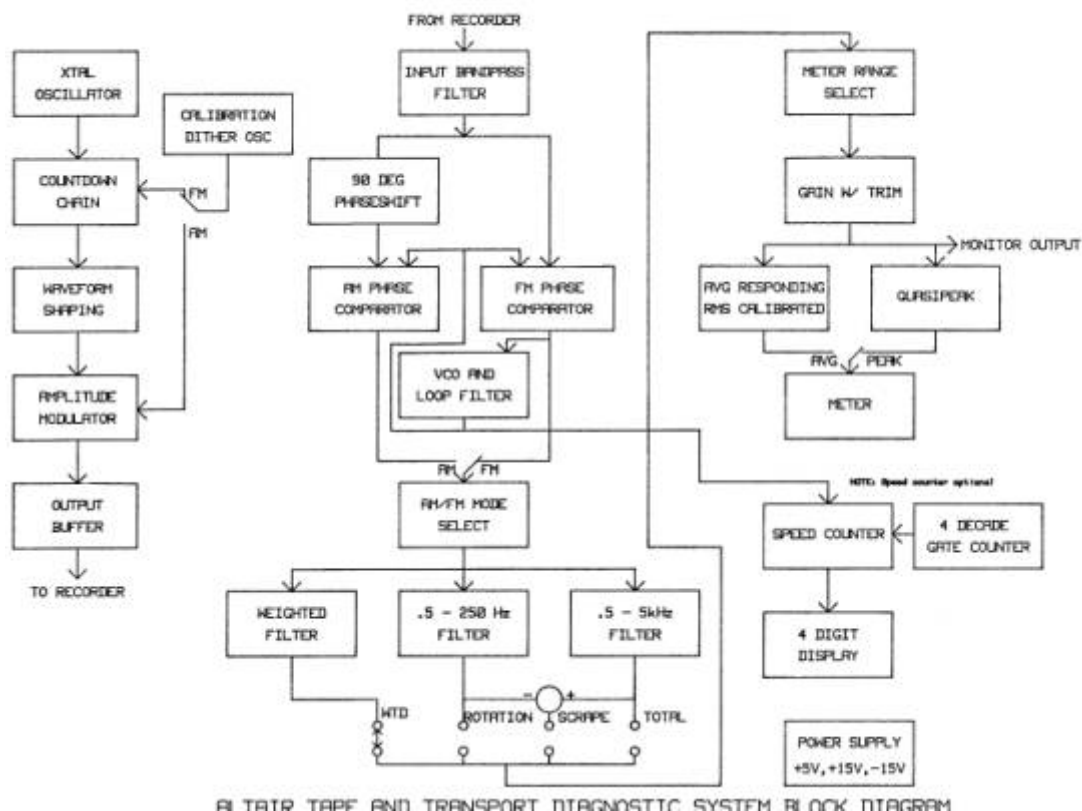 FROM RECORDER
XTAL
OSCILLATOR
CALIBRATION
DITHER OSC
COUNTDOWN
CHAIN
FM
AM
WAVEFORM
SHAPING
AMPLITUDE
MODULATOR
OUTPUT
BUFFER
TO RECORDER
INPUT BANDPASS
FILTER
90 DEG
PHASESHIFT
AM PHASE
COMPARATOR
FM PHASE
COMPARATOR
VCO AND
LOOP FILTER
AM FM
AM/FM MODE
SELECT
WEIGHTED
FILTER
.5 - 250 Hz
FILTER
.5 - 5kHz
FILTER
- +
WTD ROTATION SCRAPE TOTAL
METER RANGE
SELECT
GAIN W/ TRIM
MONITOR OUTPUT
AVG RESPONDING
RMS CALIBRATED
QUASIPEAK
AVG PEAK
METER
NOTE: Speed counter optional
SPEED COUNTER
4 DECADE
GATE COUNTER
4 DIGIT
DISPLAY
POWER SUPPLY
+5V,+15V,-15V
ALTAIR TAPE AND TRANSPORT DIAGNOSTIC SYSTEM BLOCK DIAGRAM